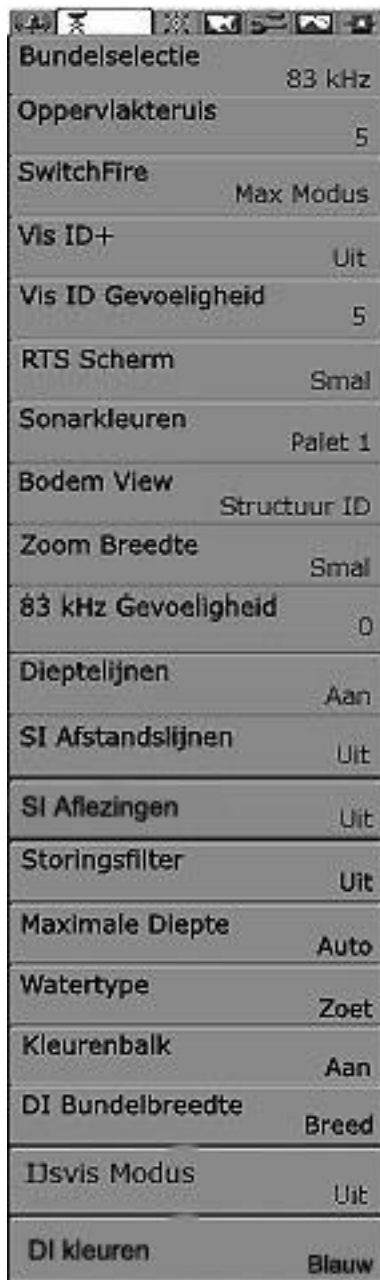 Bundelselectie
83 kHz
Oppervlakteruis
5
SwitchFire
Max Modus
Vis ID+
Uit
Vis ID Gevoeligheid
5
RTS Scherm
Smal
Sonarkleuren
Palet 1
Bodem View
Structuur ID
Zoom Breedte
Smal
83 kHz Gevoeligheid
0
Dieptelijnen
Aan
SI Afstandslijnen
Uit
SI Aflezingen
Uit
Storingsfilter
Uit
Maximale Diepte
Auto
Watertype
Zoet
Kleurenbalk
Aan
DI Bundelbreedte
Breed
IJsvis Modus
Uit
DI kleuren
Blauw